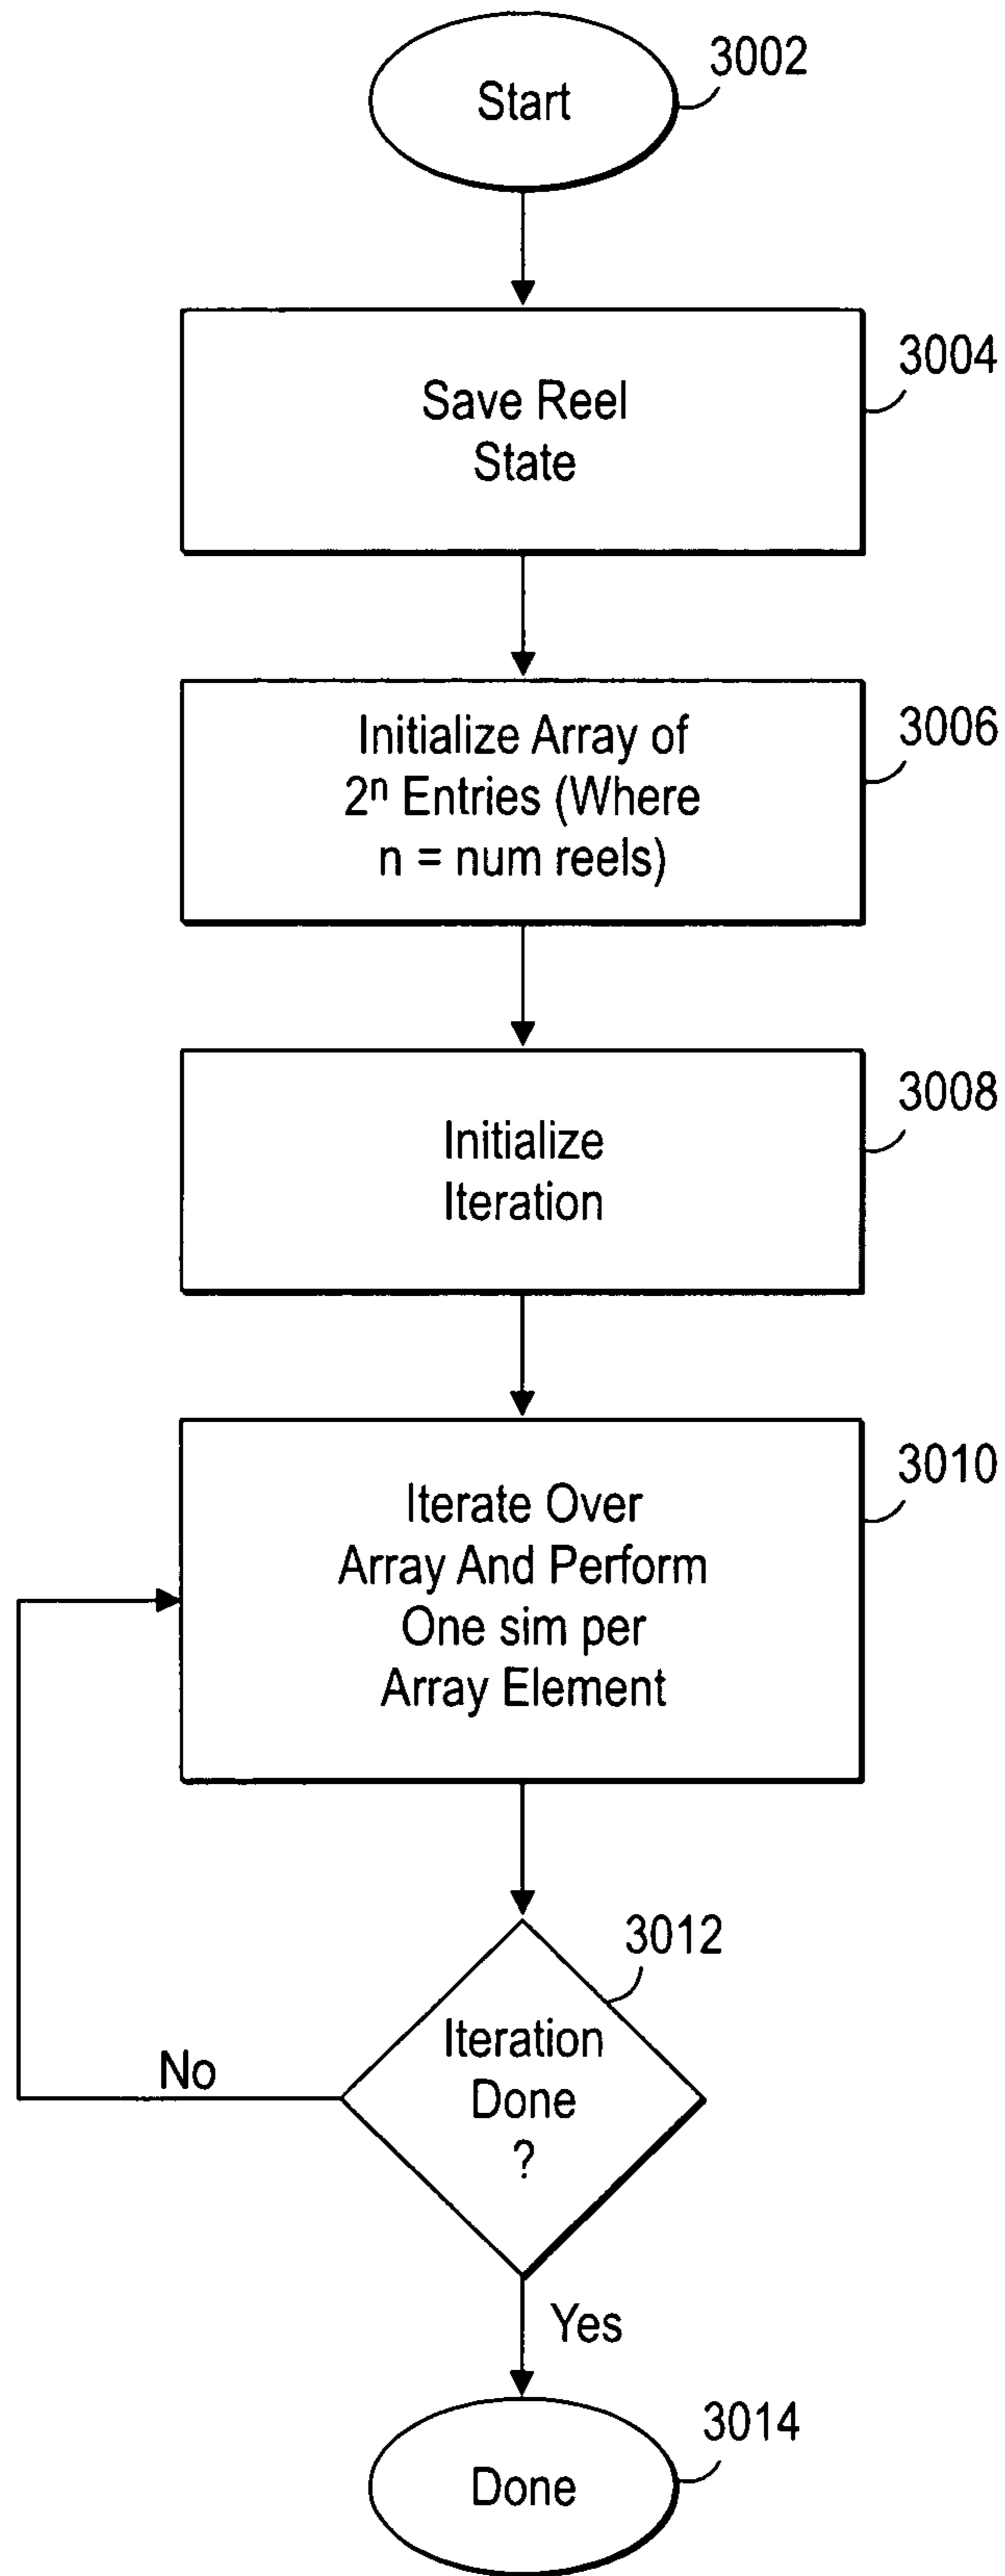 Start
3002
Save Reel
State
3004
Initialize Array of
2ⁿ Entries (Where
n = num reels)
3006
Initialize
Iteration
3008
Iterate Over
Array And Perform
One sim per
Array Element
3010
Iteration
Done
?
3012
No
Yes
Done
3014